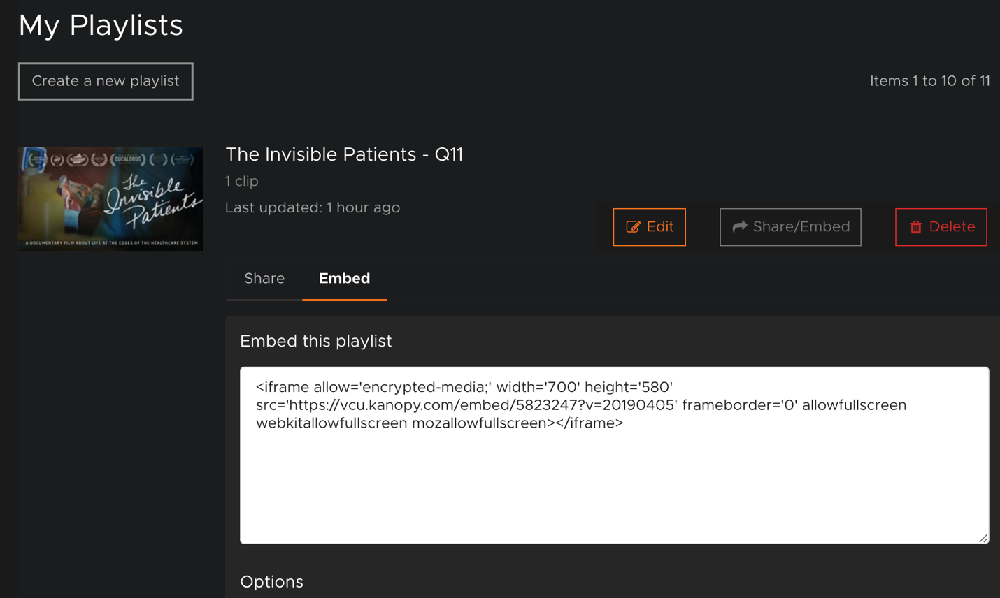 My Playlists
Create a new playlist
Items 1 to 10 of 11
CUCALORUS
The
Invisible
Patients
A DOCUMENTARY FILM ABOUT LIFE AT THE EDGES OF THE HEALTHCARE SYSTEM
The Invisible Patients - Q11
1 clip
Last updated: 1 hour ago
Edit
Share/Embed
Delete
Share
Embed
Embed this playlist
<iframe allow='encrypted-media;' width='700' height='580'
src='https://vcu.kanopy.com/embed/5823247?v=20190405' frameborder='0' allowfullscreen
webkitallowfullscreen mozallowfullscreen></iframe>
Options